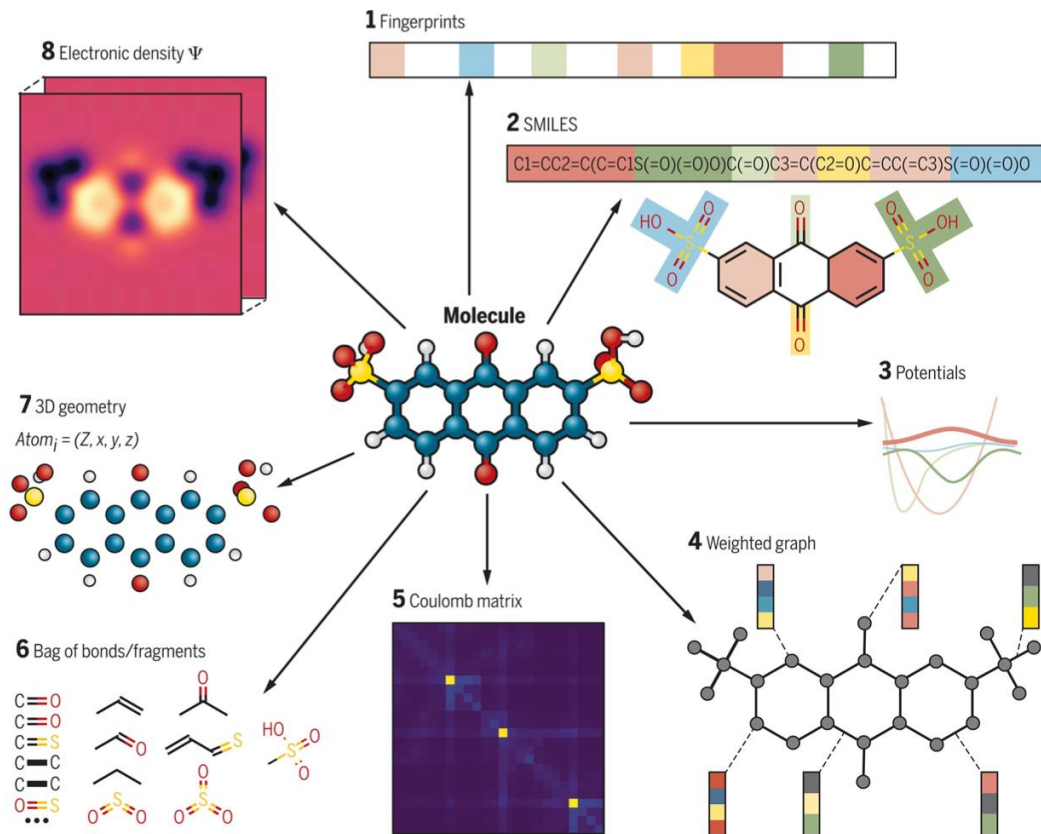 1 Fingerprints
8 Electronic density Ψ
2 SMILES
C1=CC2=C(C=C1S(=O)(=O)O)C(=O)C3=C(C2=O)C=CC(=C3)S(=O)(=O)O
O
O
HO
S
O
O
O
S
OH
O
O
Molecule
3 Potentials
7 3D geometry
Atomᵢ = (Z, x, y, z)
4 Weighted graph
5 Coulomb matrix
6 Bag of bonds/fragments
C=O
C=O
C=S
C–C
C–C
O=S
•••
O
O
S
HO
S
O
O
O
S
O
O
S
O
O